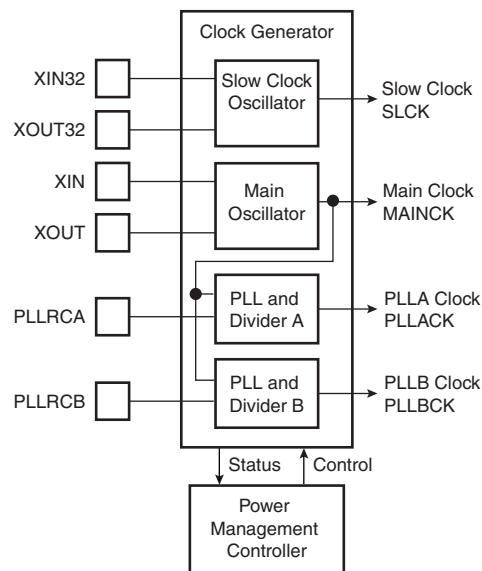 Clock Generator
XIN32
Slow Clock
Oscillator
Slow Clock
SLCK
XOUT32
XIN
Main
Oscillator
Main Clock
MAINCK
XOUT
PLLRCA
PLL and
Divider A
PLLA Clock
PLLACK
PLLRCB
PLL and
Divider B
PLLB Clock
PLLBCK
Status
Control
Power
Management
Controller